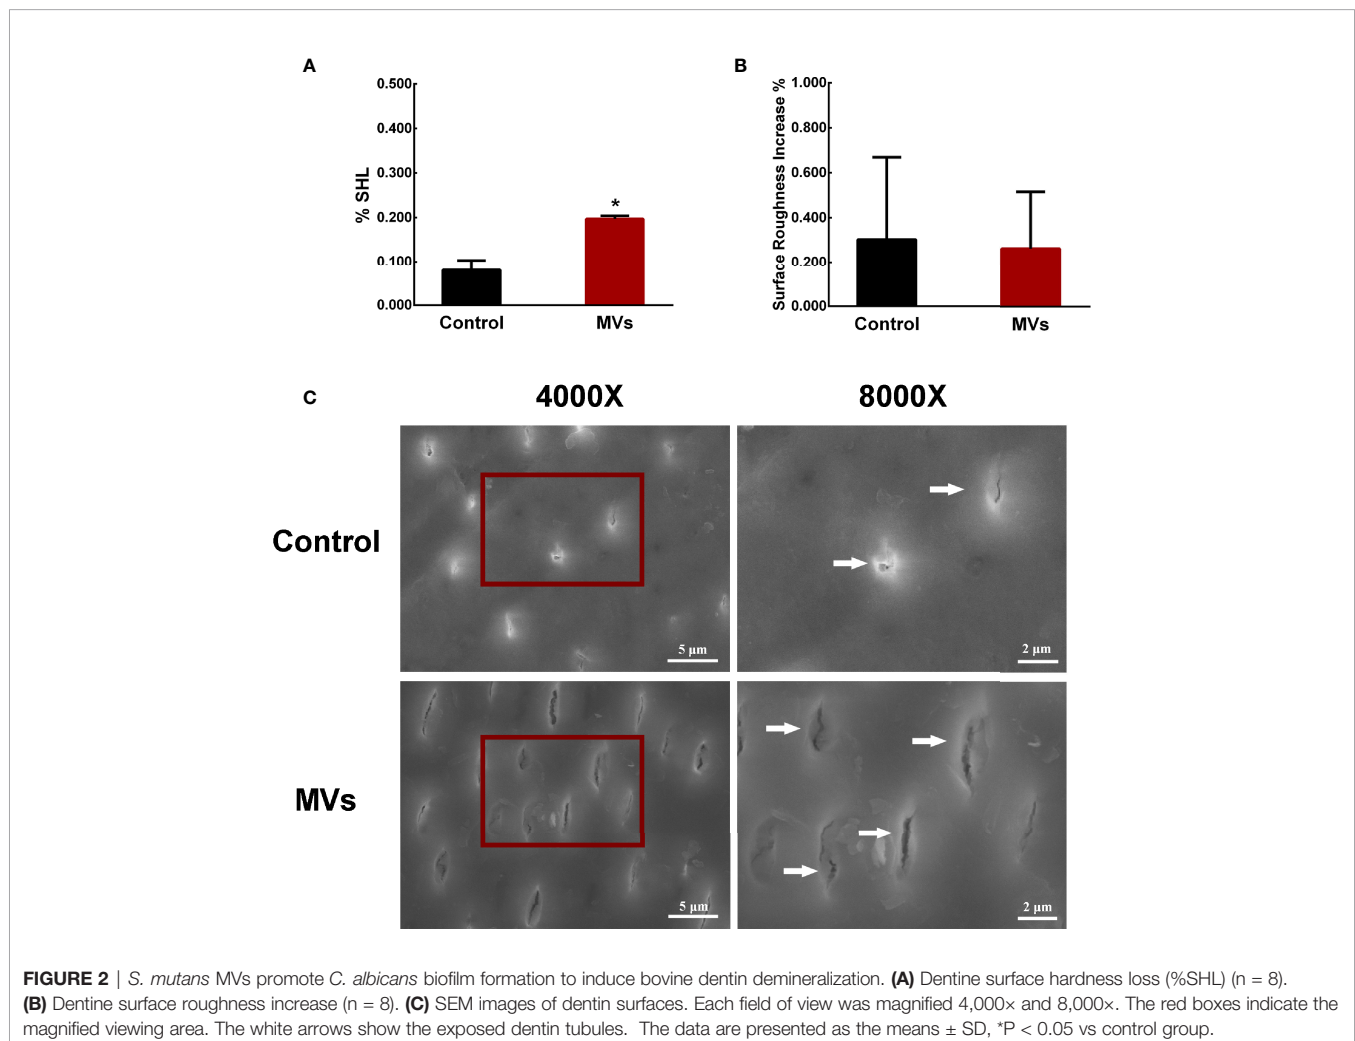 A
% SHL
0.500
0.400
0.300
0.200
0.100
0.000
*
Control
MVs
B
Surface Roughness Increase %
1.000
0.800
0.600
0.400
0.200
0.000
Control
MVs
C
4000X
8000X
Control
5 µm
2 µm
MVs
5 µm
2 µm
FIGURE 2 | S. mutans MVs promote C. albicans biofilm formation to induce bovine dentin demineralization. (A) Dentine surface hardness loss (%SHL) (n = 8).
(B) Dentine surface roughness increase (n = 8). (C) SEM images of dentin surfaces. Each field of view was magnified 4,000× and 8,000×. The red boxes indicate the
magnified viewing area. The white arrows show the exposed dentin tubules. The data are presented as the means ± SD, *P < 0.05 vs control group.